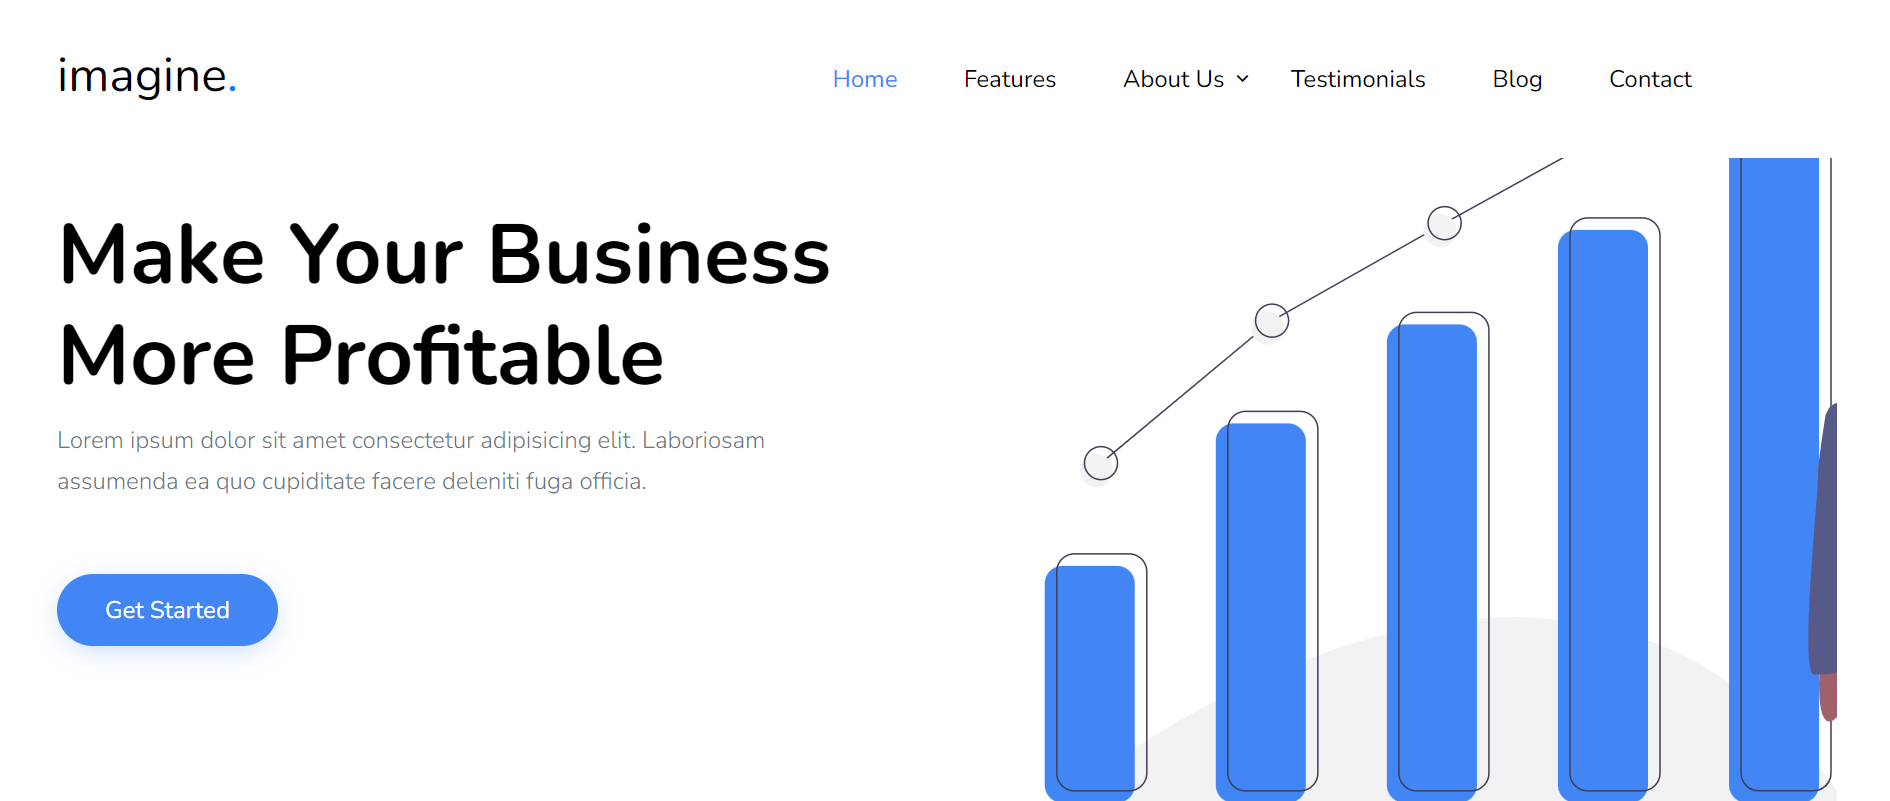 imagine.
Home Features About Us Testimonials Blog Contact
Make Your Business
More Profitable
Lorem ipsum dolor sit amet consectetur adipisicing elit. Laboriosam
assumenda ea quo cupiditate facere deleniti fuga officia.
Get Started